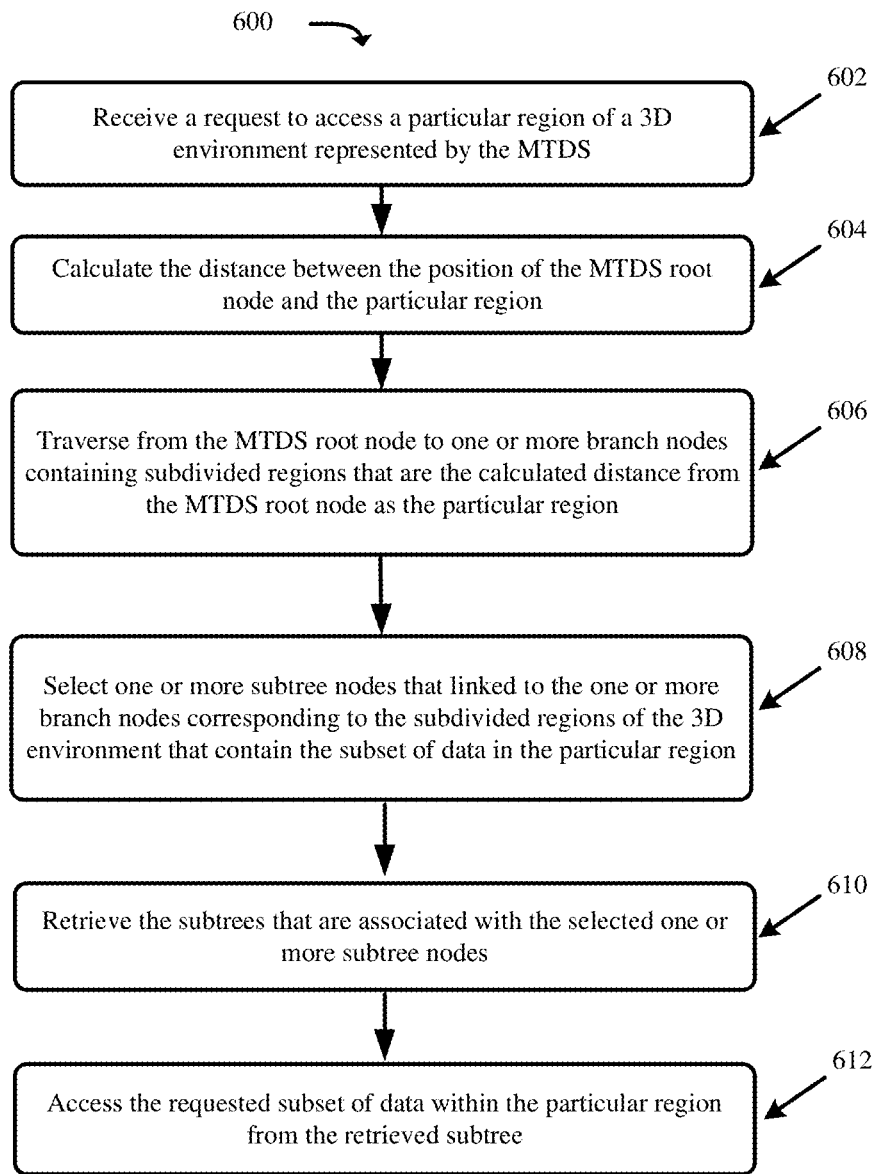 600
602
Receive a request to access a particular region of a 3D
environment represented by the MTDS
604
Calculate the distance between the position of the MTDS root
node and the particular region
606
Traverse from the MTDS root node to one or more branch nodes
containing subdivided regions that are the calculated distance from
the MTDS root node as the particular region
608
Select one or more subtree nodes that linked to the one or more
branch nodes corresponding to the subdivided regions of the 3D
environment that contain the subset of data in the particular region
610
Retrieve the subtrees that are associated with the selected one or
more subtree nodes
612
Access the requested subset of data within the particular region
from the retrieved subtree